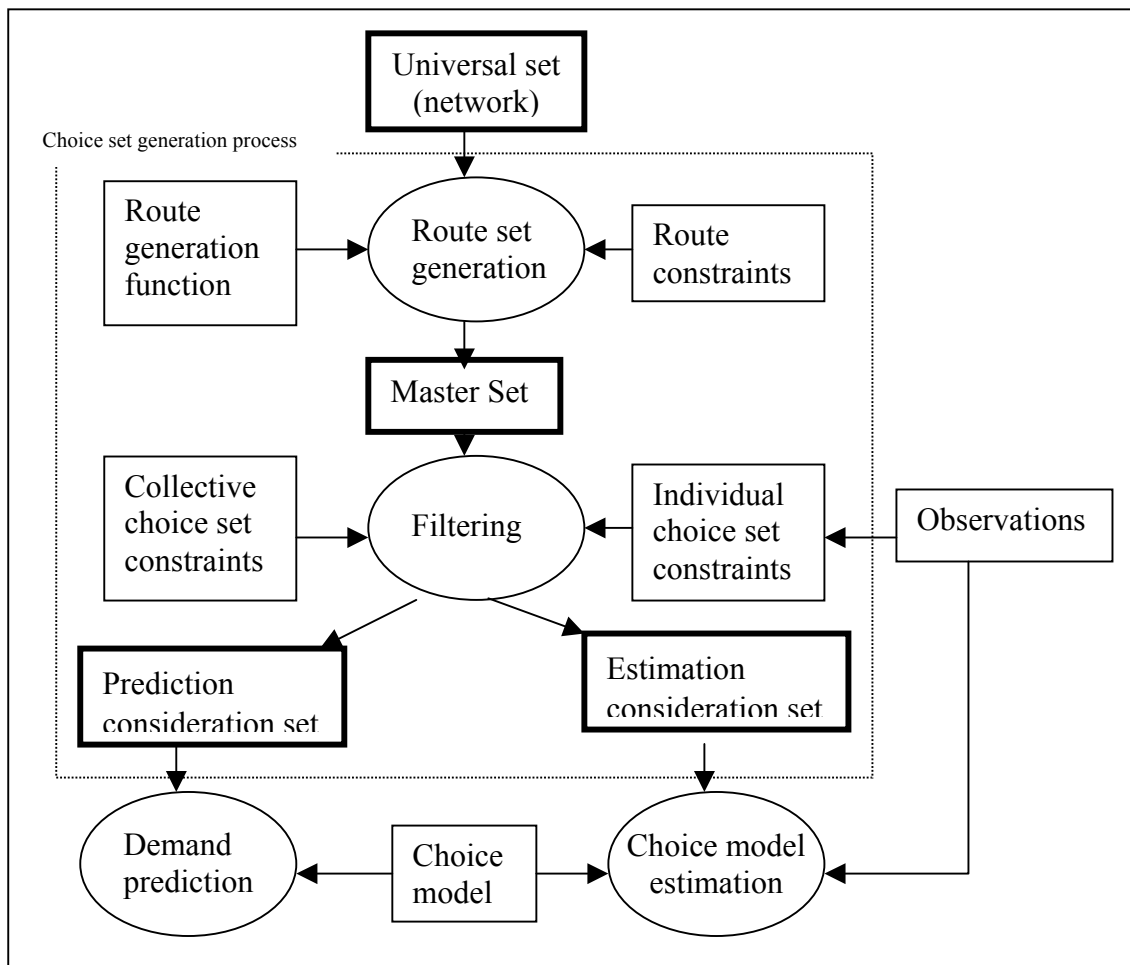 Universal set
(network)
Choice set generation process
Route
generation
function
Route set
generation
Route
constraints
Master Set
Collective
choice set
constraints
Filtering
Individual
choice set
constraints
Observations
Prediction
consideration set
Estimation
consideration set
Demand
prediction
Choice
model
Choice model
estimation